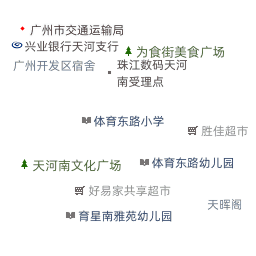 广州市交通运输局
兴业银行天河支行
为食街美食广场
广州开发区宿舍
珠江数码天河
南受理点
体育东路小学
胜佳超市
天河南文化广场
体育东路幼儿园
好易家共享超市
天晖阁
育星南雅苑幼儿园